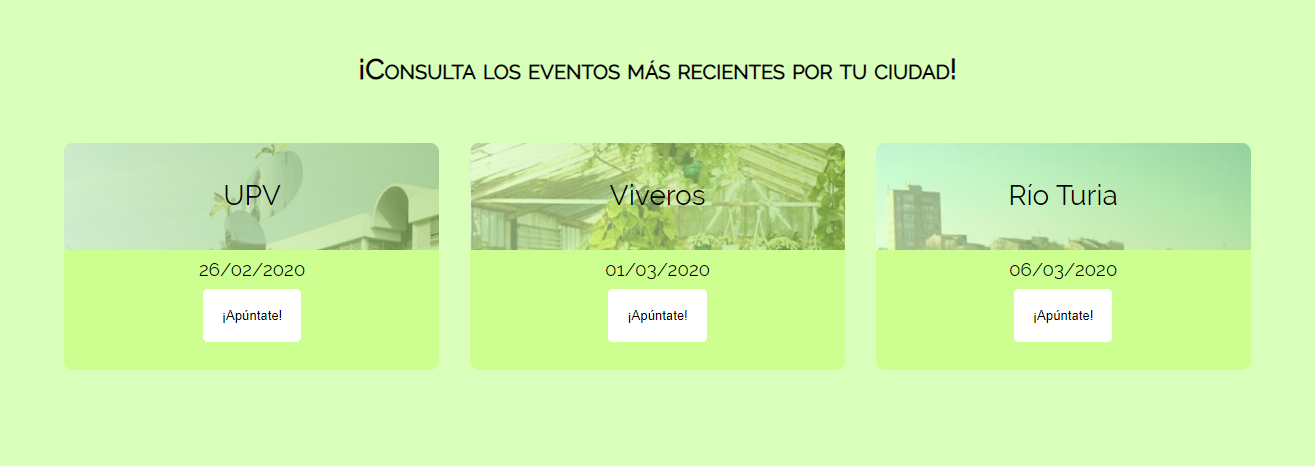 ¡Consulta los eventos más recientes por tu ciudad!
UPV
Viveros
Río Turia
26/02/2020
01/03/2020
06/03/2020
¡Apúntate!
¡Apúntate!
¡Apúntate!